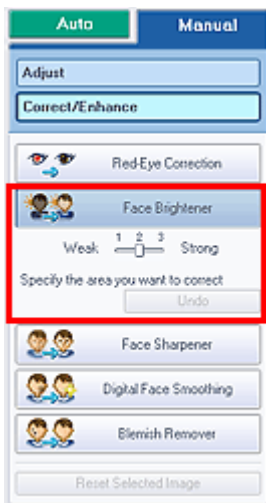 Auto Manual
Adjust
Correct/Enhance
Red-Eye Correction
Face Brightener
1 2 3
Weak Strong
Specify the area you want to correct
Undo
Face Sharpener
Digital Face Smoothing
Blemish Remover
Reset Selected Image